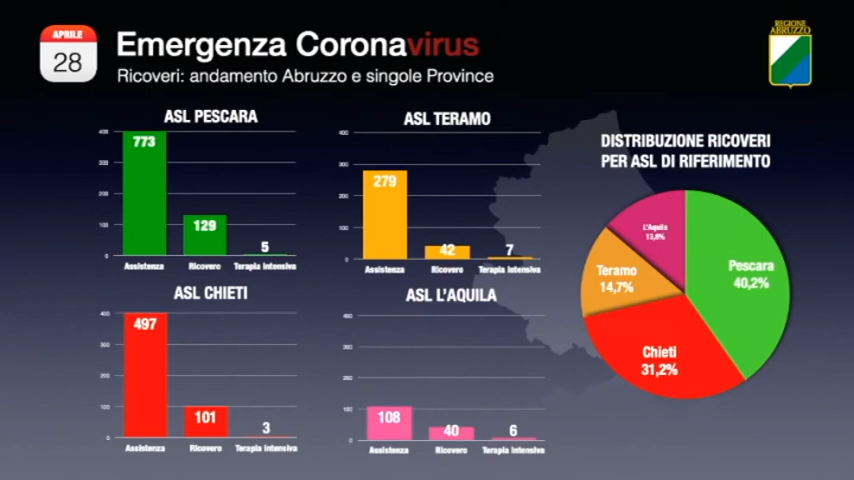 APRILE
28
Emergenza Coronavirus
Ricoveri: andamento Abruzzo e singole Province
REGIONE
ABRUZZO
ASL PESCARA
400
300
200
100
0
773
129
5
Assistenza Ricovero Terapia Intensiva
ASL TERAMO
400
300
200
100
0
279
42
7
Assistenza Ricovero Terapia Intensiva
ASL CHIETI
400
300
200
100
0
497
101
3
Assistenza Ricovero Terapia Intensiva
ASL L'AQUILA
400
300
200
100
0
108
40
6
Assistenza Ricovero Terapia Intensiva
DISTRIBUZIONE RICOVERI
PER ASL DI RIFERIMENTO
L'Aquila
13,8%
Pescara
40,2%
Teramo
14,7%
Chieti
31,2%